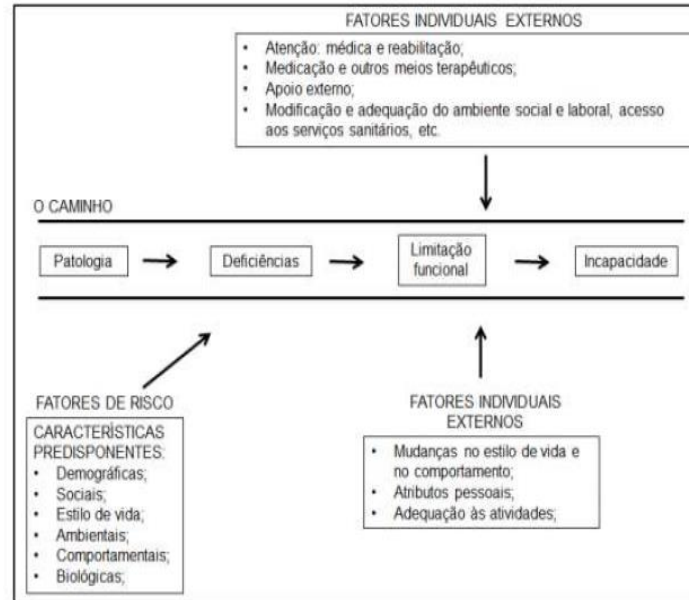 FATORES INDIVIDUAIS EXTERNOS
• Atenção: médica e reabilitação;
• Medicação e outros meios terapêuticos;
• Apoio externo;
• Modificação e adequação do ambiente social e laboral, acesso
aos serviços sanitários, etc.
O CAMINHO
Patologia
Deficiências
Limitação
funcional
Incapacidade
FATORES DE RISCO
CARACTERÍSTICAS
PREDISPONENTES:
• Demográficas;
• Sociais;
• Estilo de vida;
• Ambientais;
• Comportamentais;
• Biológicas;
FATORES INDIVIDUAIS
EXTERNOS
• Mudanças no estilo de vida e
no comportamento;
• Atributos pessoais;
• Adequação às atividades;